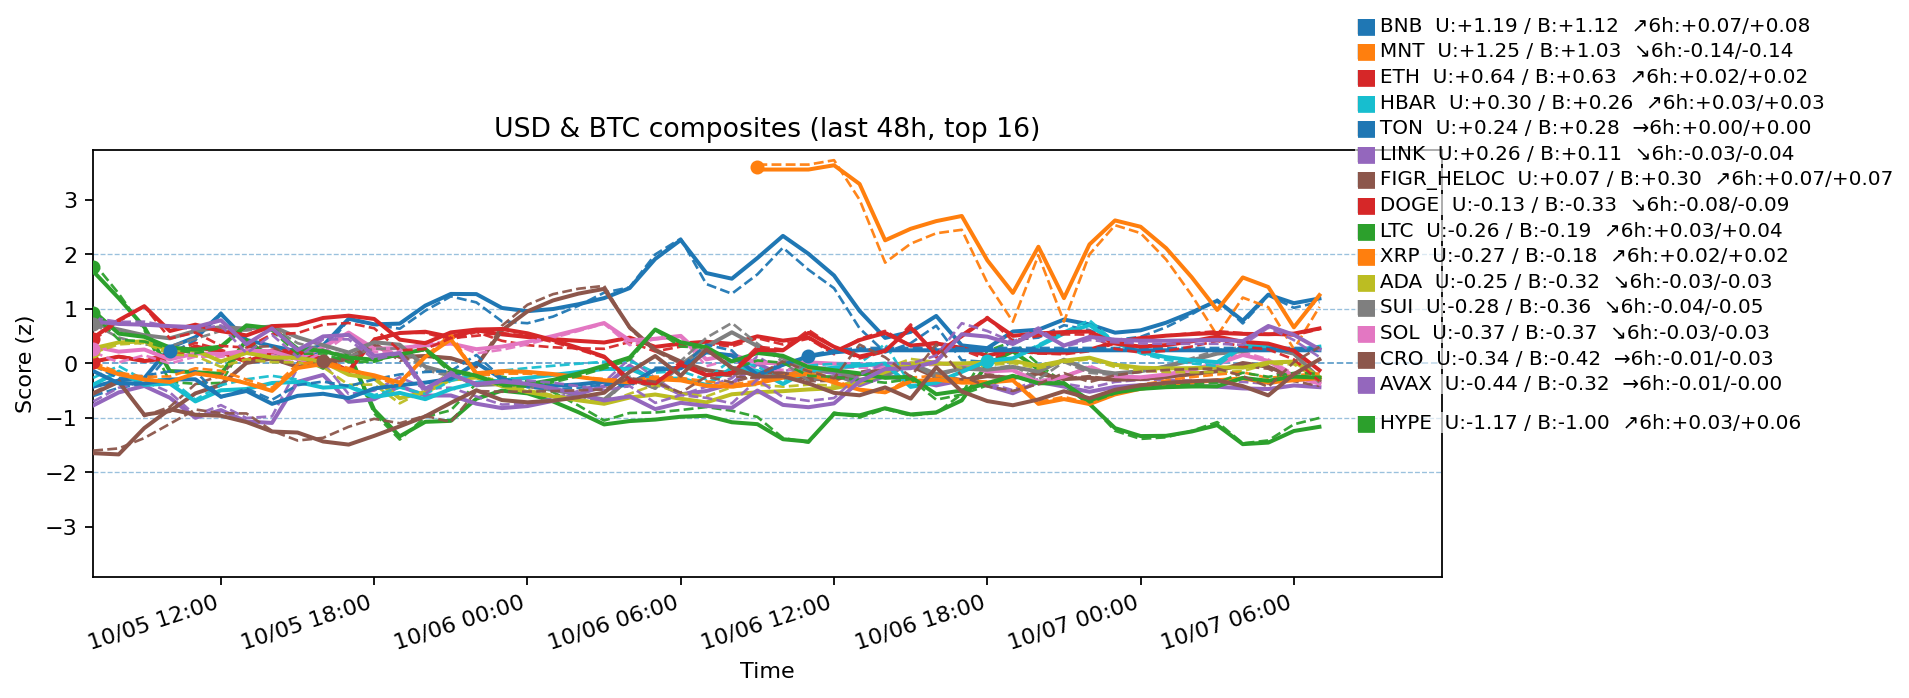 BNB  U:+1.19 / B:+1.12  ↗6h:+0.07/+0.08
MNT  U:+1.25 / B:+1.03  ↘6h:-0.14/-0.14
ETH  U:+0.64 / B:+0.63  ↗6h:+0.02/+0.02
HBAR  U:+0.30 / B:+0.26  ↗6h:+0.03/+0.03
TON  U:+0.24 / B:+0.28  →6h:+0.00/+0.00
LINK  U:+0.26 / B:+0.11  ↘6h:-0.03/-0.04
FIGR_HELOC  U:+0.07 / B:+0.30  ↗6h:+0.07/+0.07
DOGE  U:-0.13 / B:-0.33  ↘6h:-0.08/-0.09
LTC  U:-0.26 / B:-0.19  ↗6h:+0.03/+0.04
XRP  U:-0.27 / B:-0.18  ↗6h:+0.02/+0.02
ADA  U:-0.25 / B:-0.32  ↘6h:-0.03/-0.03
SUI  U:-0.28 / B:-0.36  ↘6h:-0.04/-0.05
SOL  U:-0.37 / B:-0.37  ↘6h:-0.03/-0.03
CRO  U:-0.34 / B:-0.42  →6h:-0.01/-0.03
AVAX  U:-0.44 / B:-0.32  →6h:-0.01/-0.00
HYPE  U:-1.17 / B:-1.00  ↗6h:+0.03/+0.06
USD & BTC composites (last 48h, top 16)
Score (z)
3
2
1
0
−1
−2
−3
10/05 12:00
10/05 18:00
10/06 00:00
10/06 06:00
10/06 12:00
10/06 18:00
10/07 00:00
10/07 06:00
Time